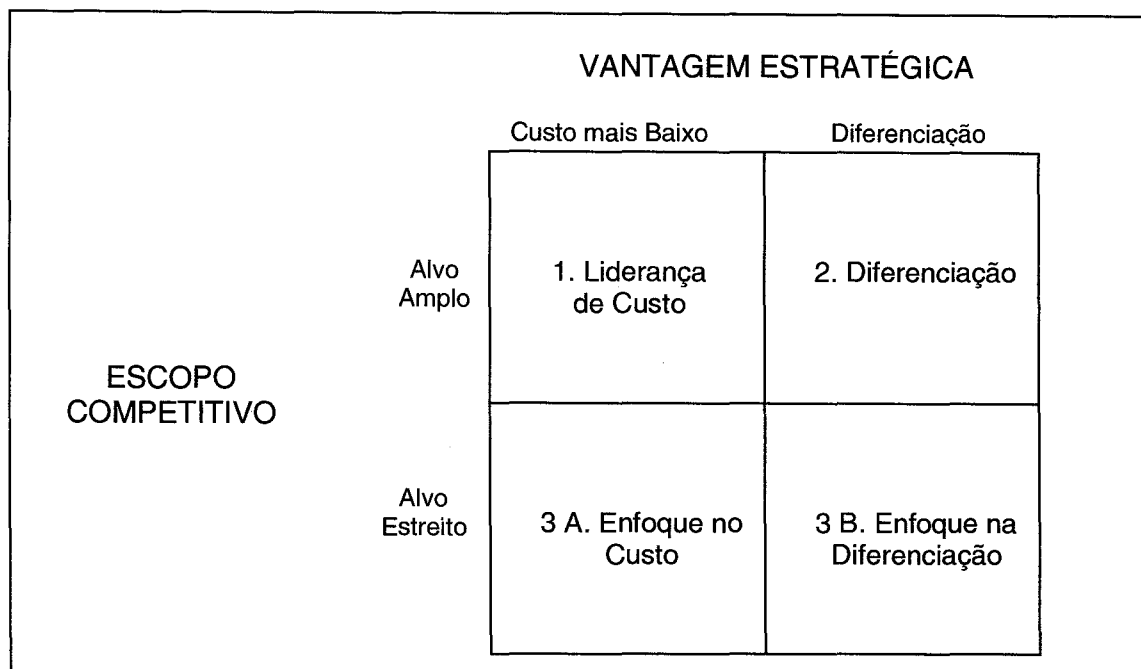 VANTAGEM ESTRATÉGICA
Custo mais Baixo
Diferenciação
Alvo
Amplo
1. Liderança
de Custo
2. Diferenciação
ESCOPO
COMPETITIVO
Alvo
Estreito
3 A. Enfoque no
Custo
3 B. Enfoque na
Diferenciação